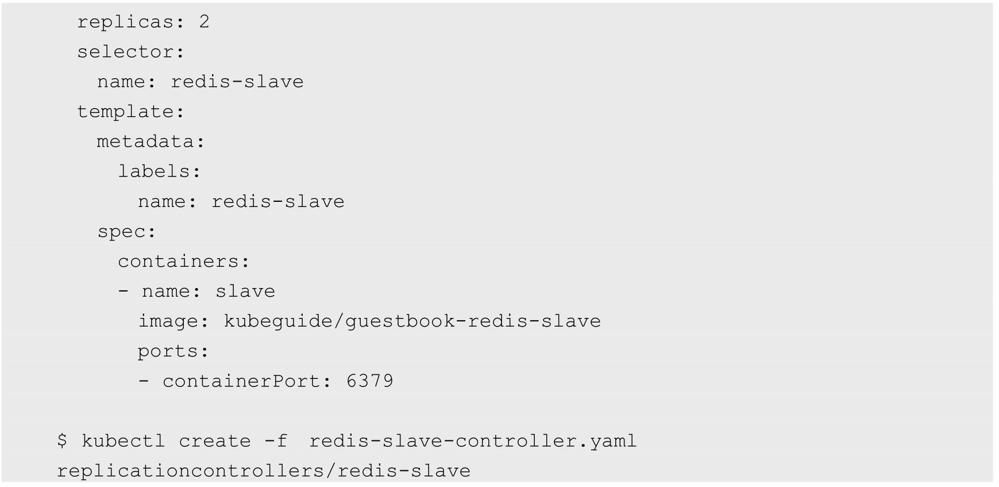 replicas: 2
selector:
name: redis-slave
template:
metadata:
labels:
name: redis-slave
spec:
containers:
- name: slave
image: kubeguide/guestbook-redis-slave
ports:
- containerPort: 6379
$ kubectl create -f redis-slave-controller.yaml
replicationcontrollers/redis-slave